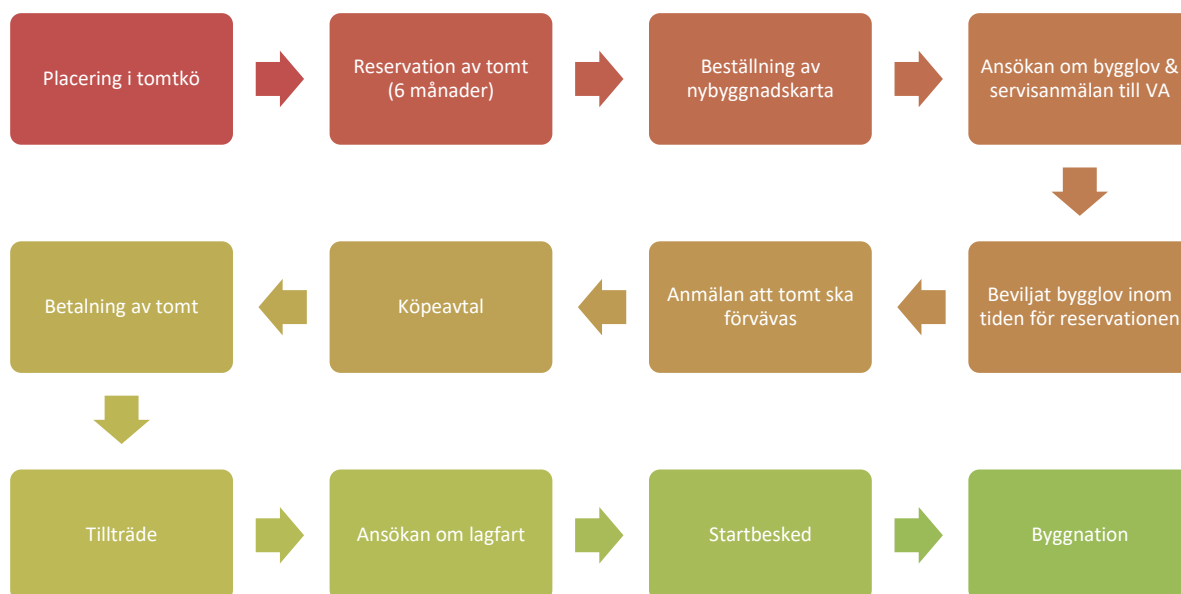 Placering i tomtkö
Reservation av tomt
(6 månader)
Beställning av
nybyggnadskarta
Ansökan om bygglov &
servisanmälan till VA
Beviljat bygglov inom
tiden för reservationen
Anmälan att tomt ska
förvävas
Köpeavtal
Betalning av tomt
Tillträde
Ansökan om lagfart
Startbesked
Byggnation